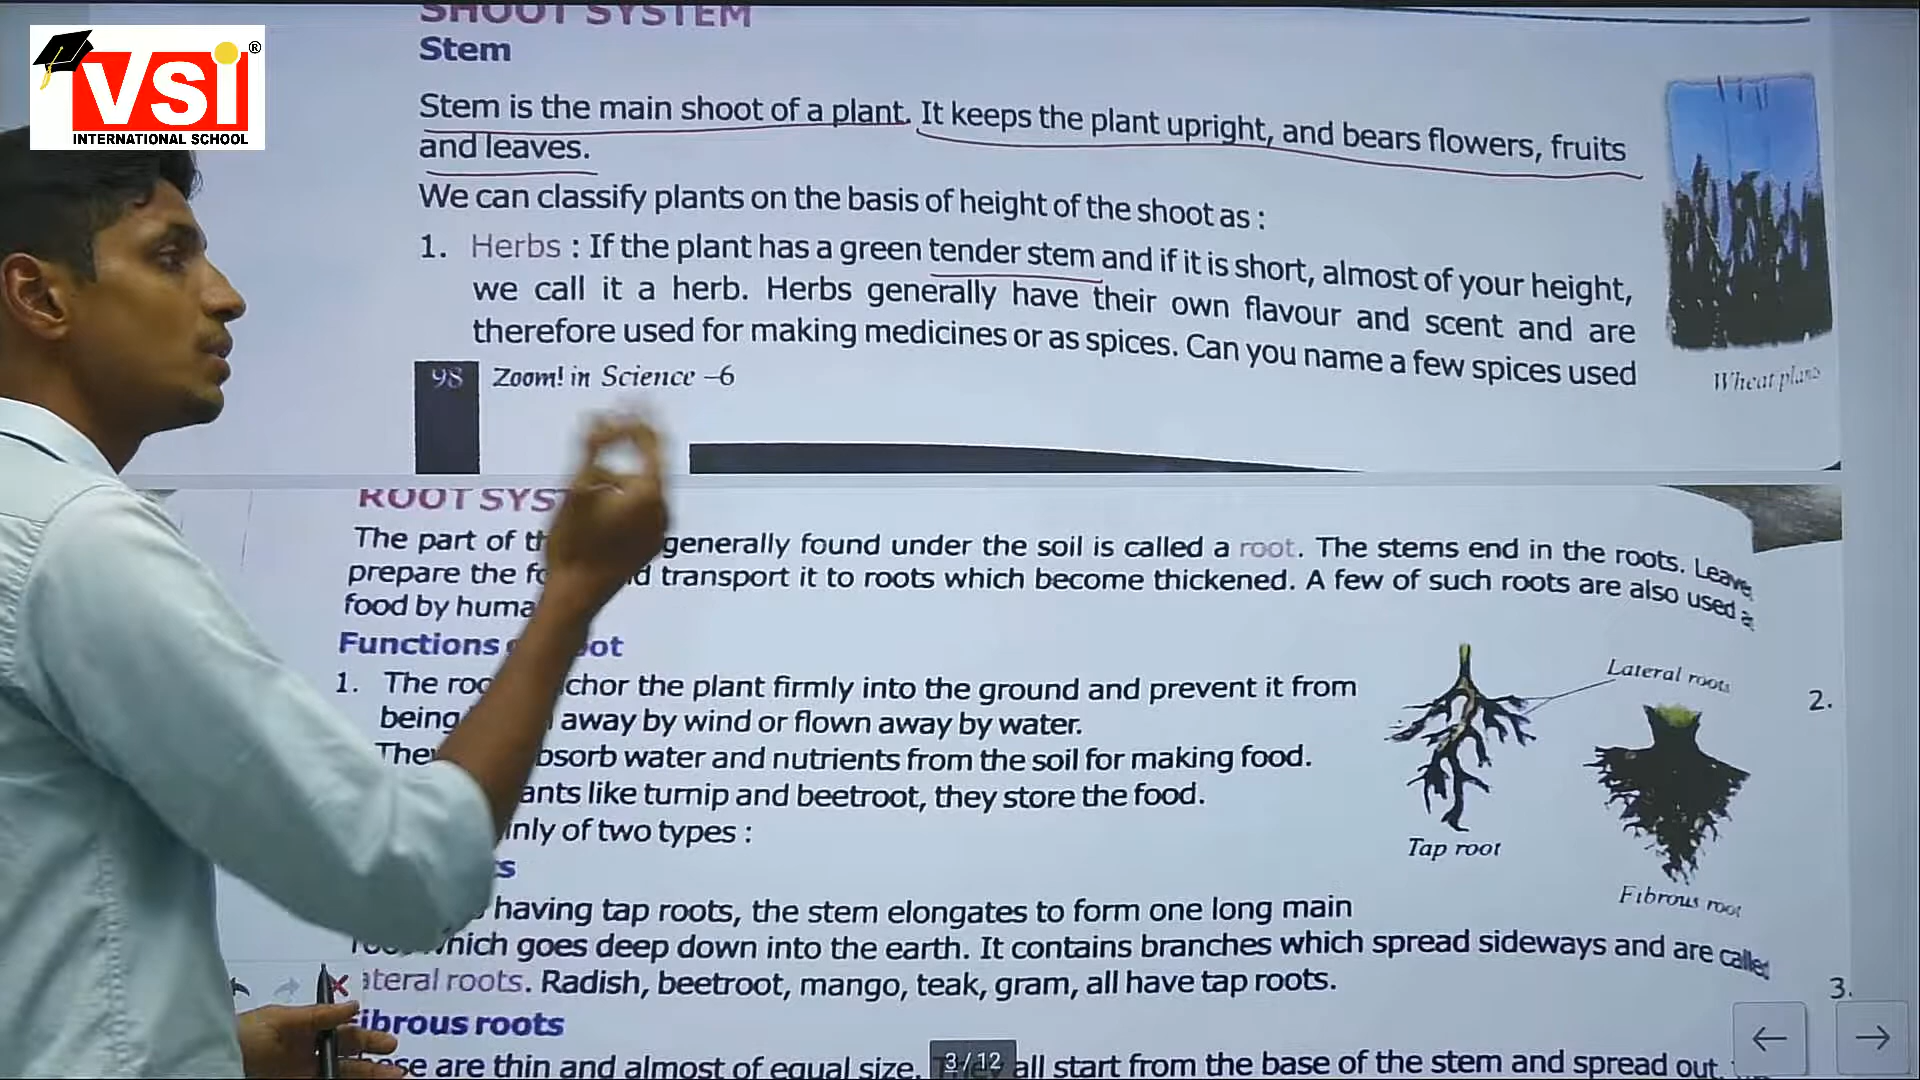 VSI ®
INTERNATIONAL SCHOOL
SHOOT SYSTEM
Stem
Stem is the main shoot of a plant. It keeps the plant upright, and bears flowers, fruits
and leaves.
We can classify plants on the basis of height of the shoot as :
1. Herbs : If the plant has a green tender stem and if it is short, almost of your height,
we call it a herb. Herbs generally have their own flavour and scent and are
therefore used for making medicines or as spices. Can you name a few spices used
Wheat plant
98 Zoom! in Science –6
ROOT SYS
The part of generally found under the soil is called a root. The stems end in the roots. Leave
prepare the transport it to roots which become thickened. A few of such roots are also used a
food by huma
Functions oot
1. The roo chor the plant firmly into the ground and prevent it from
being away by wind or flown away by water.
They bsorb water and nutrients from the soil for making food.
ants like turnip and beetroot, they store the food.
inly of two types :
s
having tap roots, the stem elongates to form one long main
which goes deep down into the earth. It contains branches which spread sideways and are called
ateral roots. Radish, beetroot, mango, teak, gram, all have tap roots.
Fibrous roots
ese are thin and almost of equal size. all start from the base of the stem and spread out.
Lateral roots
Tap root
Fibrous root
2.
3.
3 / 12